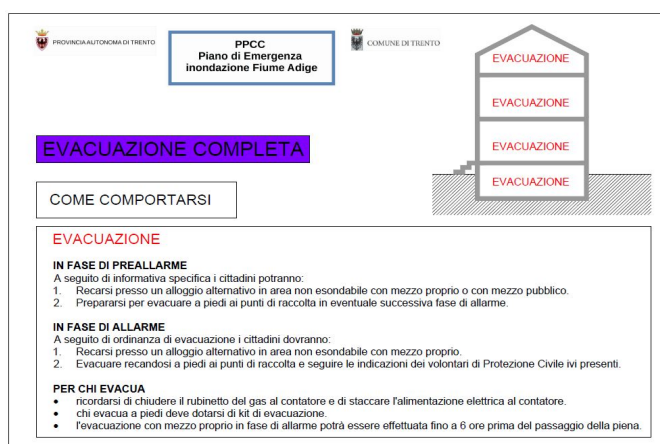 PROVINCIA AUTONOMA DI TRENTO
PPCC
Piano di Emergenza
inondazione Fiume Adige
COMUNE DI TRENTO
EVACUAZIONE
EVACUAZIONE
EVACUAZIONE
EVACUAZIONE
EVACUAZIONE COMPLETA
COME COMPORTARSI
EVACUAZIONE
IN FASE DI PREALLARME
A seguito di informativa specifica i cittadini potranno:
1. Recarsi presso un alloggio alternativo in area non esondabile con mezzo proprio o con mezzo pubblico.
2. Prepararsi per evacuare a piedi ai punti di raccolta in eventuale successiva fase di allarme.
IN FASE DI ALLARME
A seguito di ordinanza di evacuazione i cittadini dovranno:
1. Recarsi presso un alloggio alternativo in area non esondabile con mezzo proprio.
2. Evacuare recandosi a piedi ai punti di raccolta e seguire le indicazioni dei volontari di Protezione Civile ivi presenti.
PER CHI EVACUA
• ricordarsi di chiudere il rubinetto del gas al contatore e di staccare l'alimentazione elettrica al contatore.
• chi evacua a piedi deve dotarsi di kit di evacuazione.
• l'evacuazione con mezzo proprio in fase di allarme potrà essere effettuata fino a 6 ore prima del passaggio della piena.